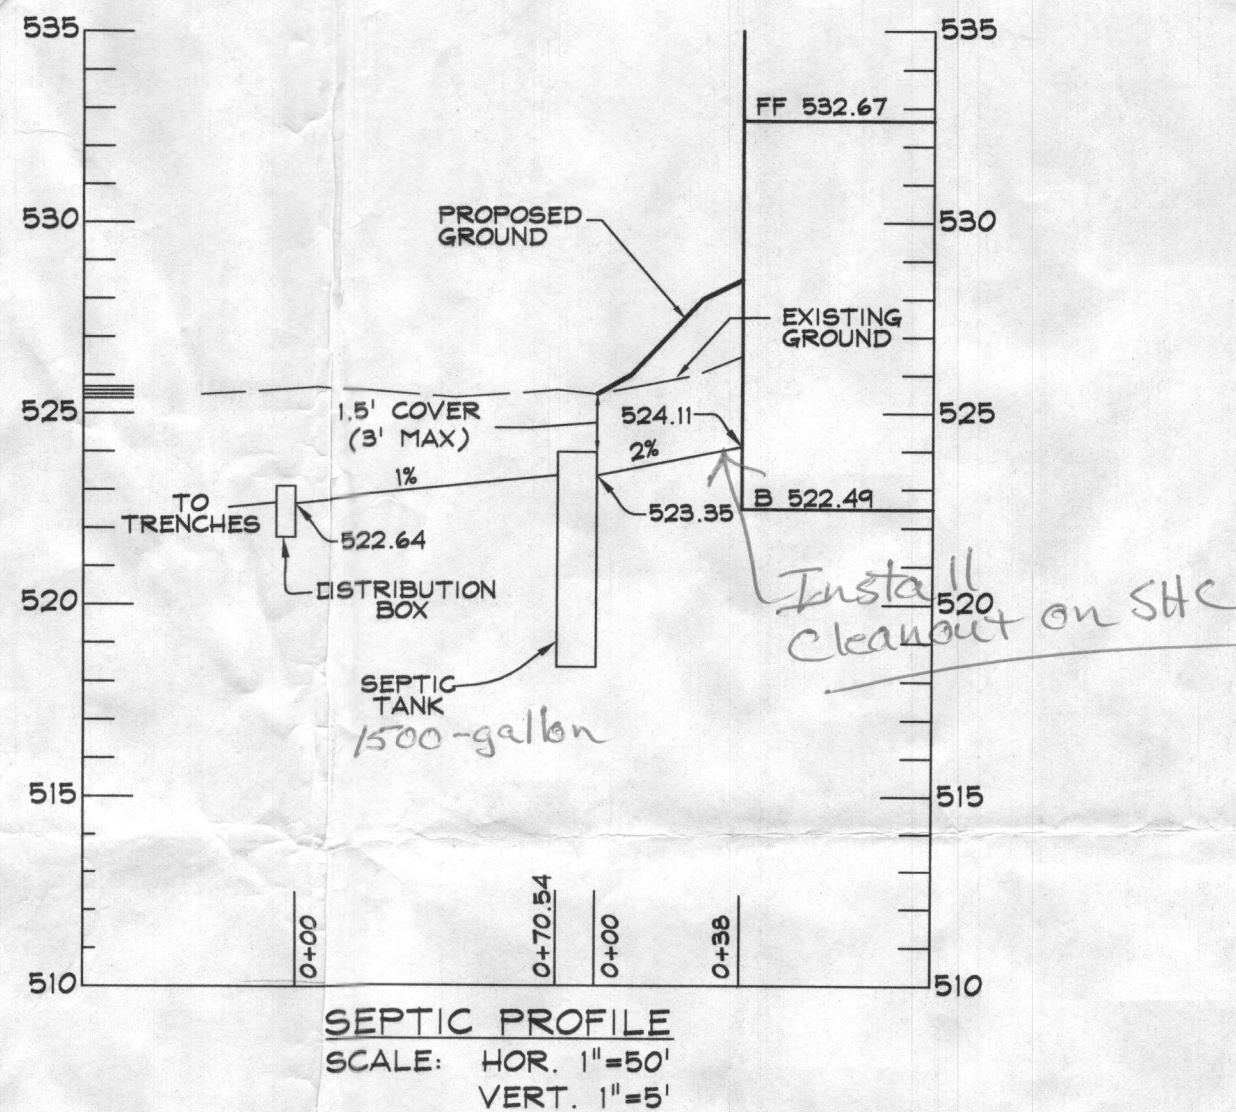 535
535
FF 532.67
530
530
PROPOSED
GROUND
EXISTING
GROUND
525
525
1.5' COVER
(3' MAX)
524.11
2%
1%
TO
TRENCHES
B 522.49
523.35
522.64
DISTRIBUTION
BOX
Install
Cleanout on SHC
520
520
SEPTIC
TANK
1500-gallon
515
515
0+00
0+70.54
0+00
0+38
510
510
SEPTIC PROFILE
SCALE: HOR. 1"=50'
VERT. 1"=5'